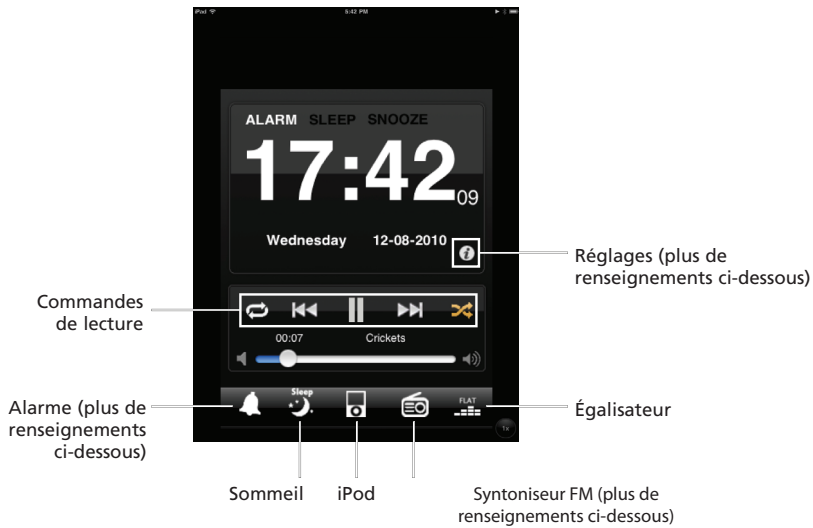 iPod
5:42 PM
ALARM SLEEP SNOOZE
17:42
09
Wednesday 12-08-2010
Réglages (plus de
renseignements ci-dessous)
Commandes
de lecture
00:07 Crickets
Alarme (plus de
renseignements
ci-dessous)
Sleep
FLAT
Égalisateur
1x
Sommeil
iPod
Syntoniseur FM (plus de
renseignements ci-dessous)